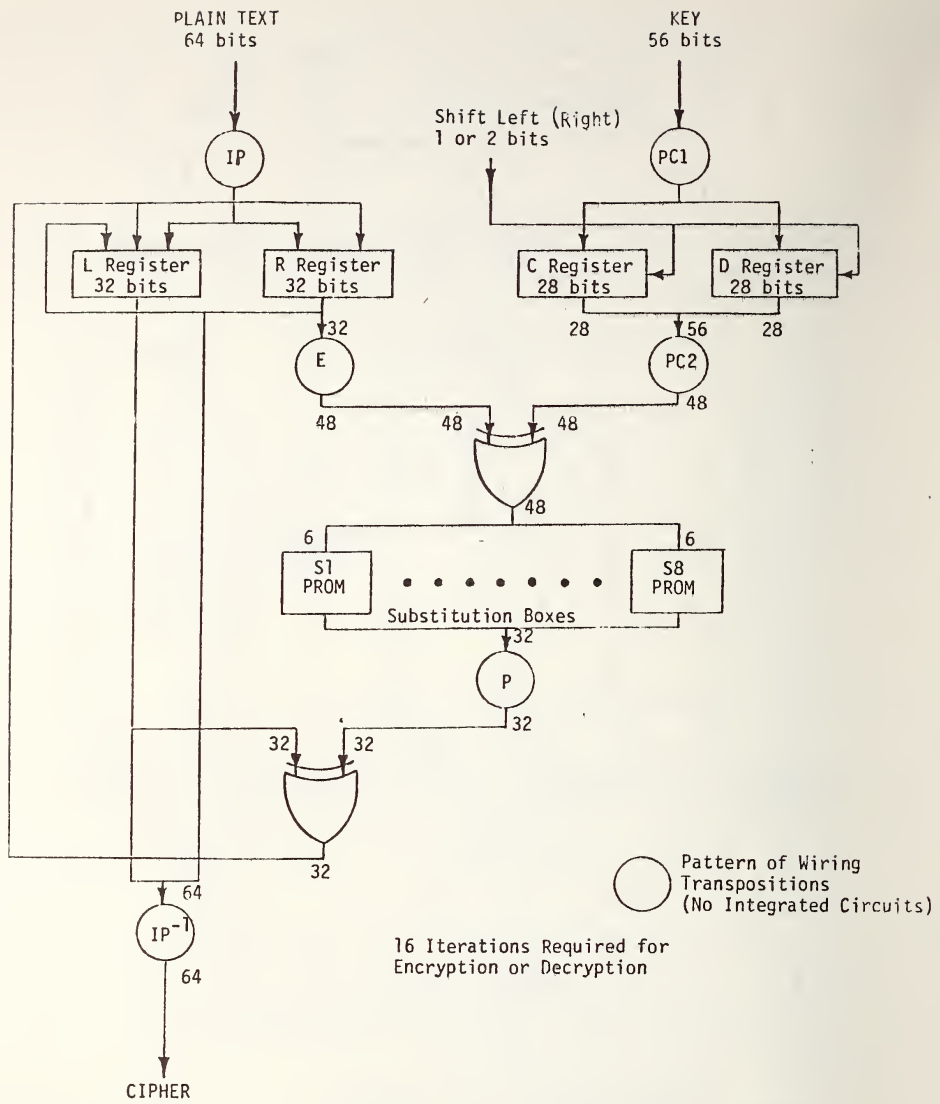 PLAIN TEXT
64 bits
KEY
56 bits
Shift Left (Right)
1 or 2 bits
IP
PC1
L Register
32 bits
R Register
32 bits
C Register
28 bits
D Register
28 bits
32
28
56
28
E
PC2
48
48
48
48
48
6
6
S1
PROM
S8
PROM
Substitution Boxes
32
P
32
32
32
32
64
IP-1
64
Pattern of Wiring
Transpositions
(No Integrated Circuits)
16 Iterations Required for
Encryption or Decryption
CIPHER